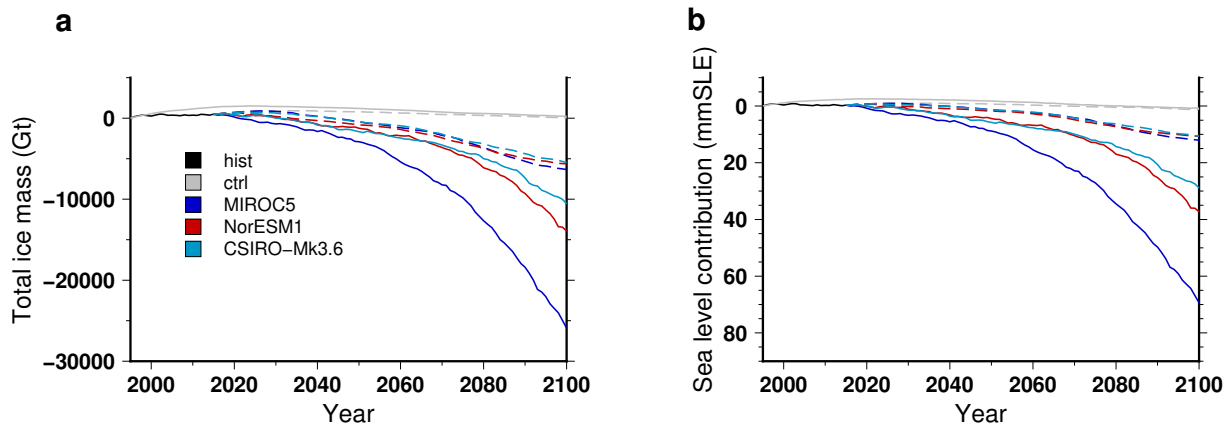 a
Total ice mass (Gt)
0
−10000
−20000
−30000
hist
ctrl
MIROC5
NorESM1
CSIRO−Mk3.6
2000 2020 2040 2060 2080 2100
Year
b
Sea level contribution (mmSLE)
0
20
40
60
80
2000 2020 2040 2060 2080 2100
Year